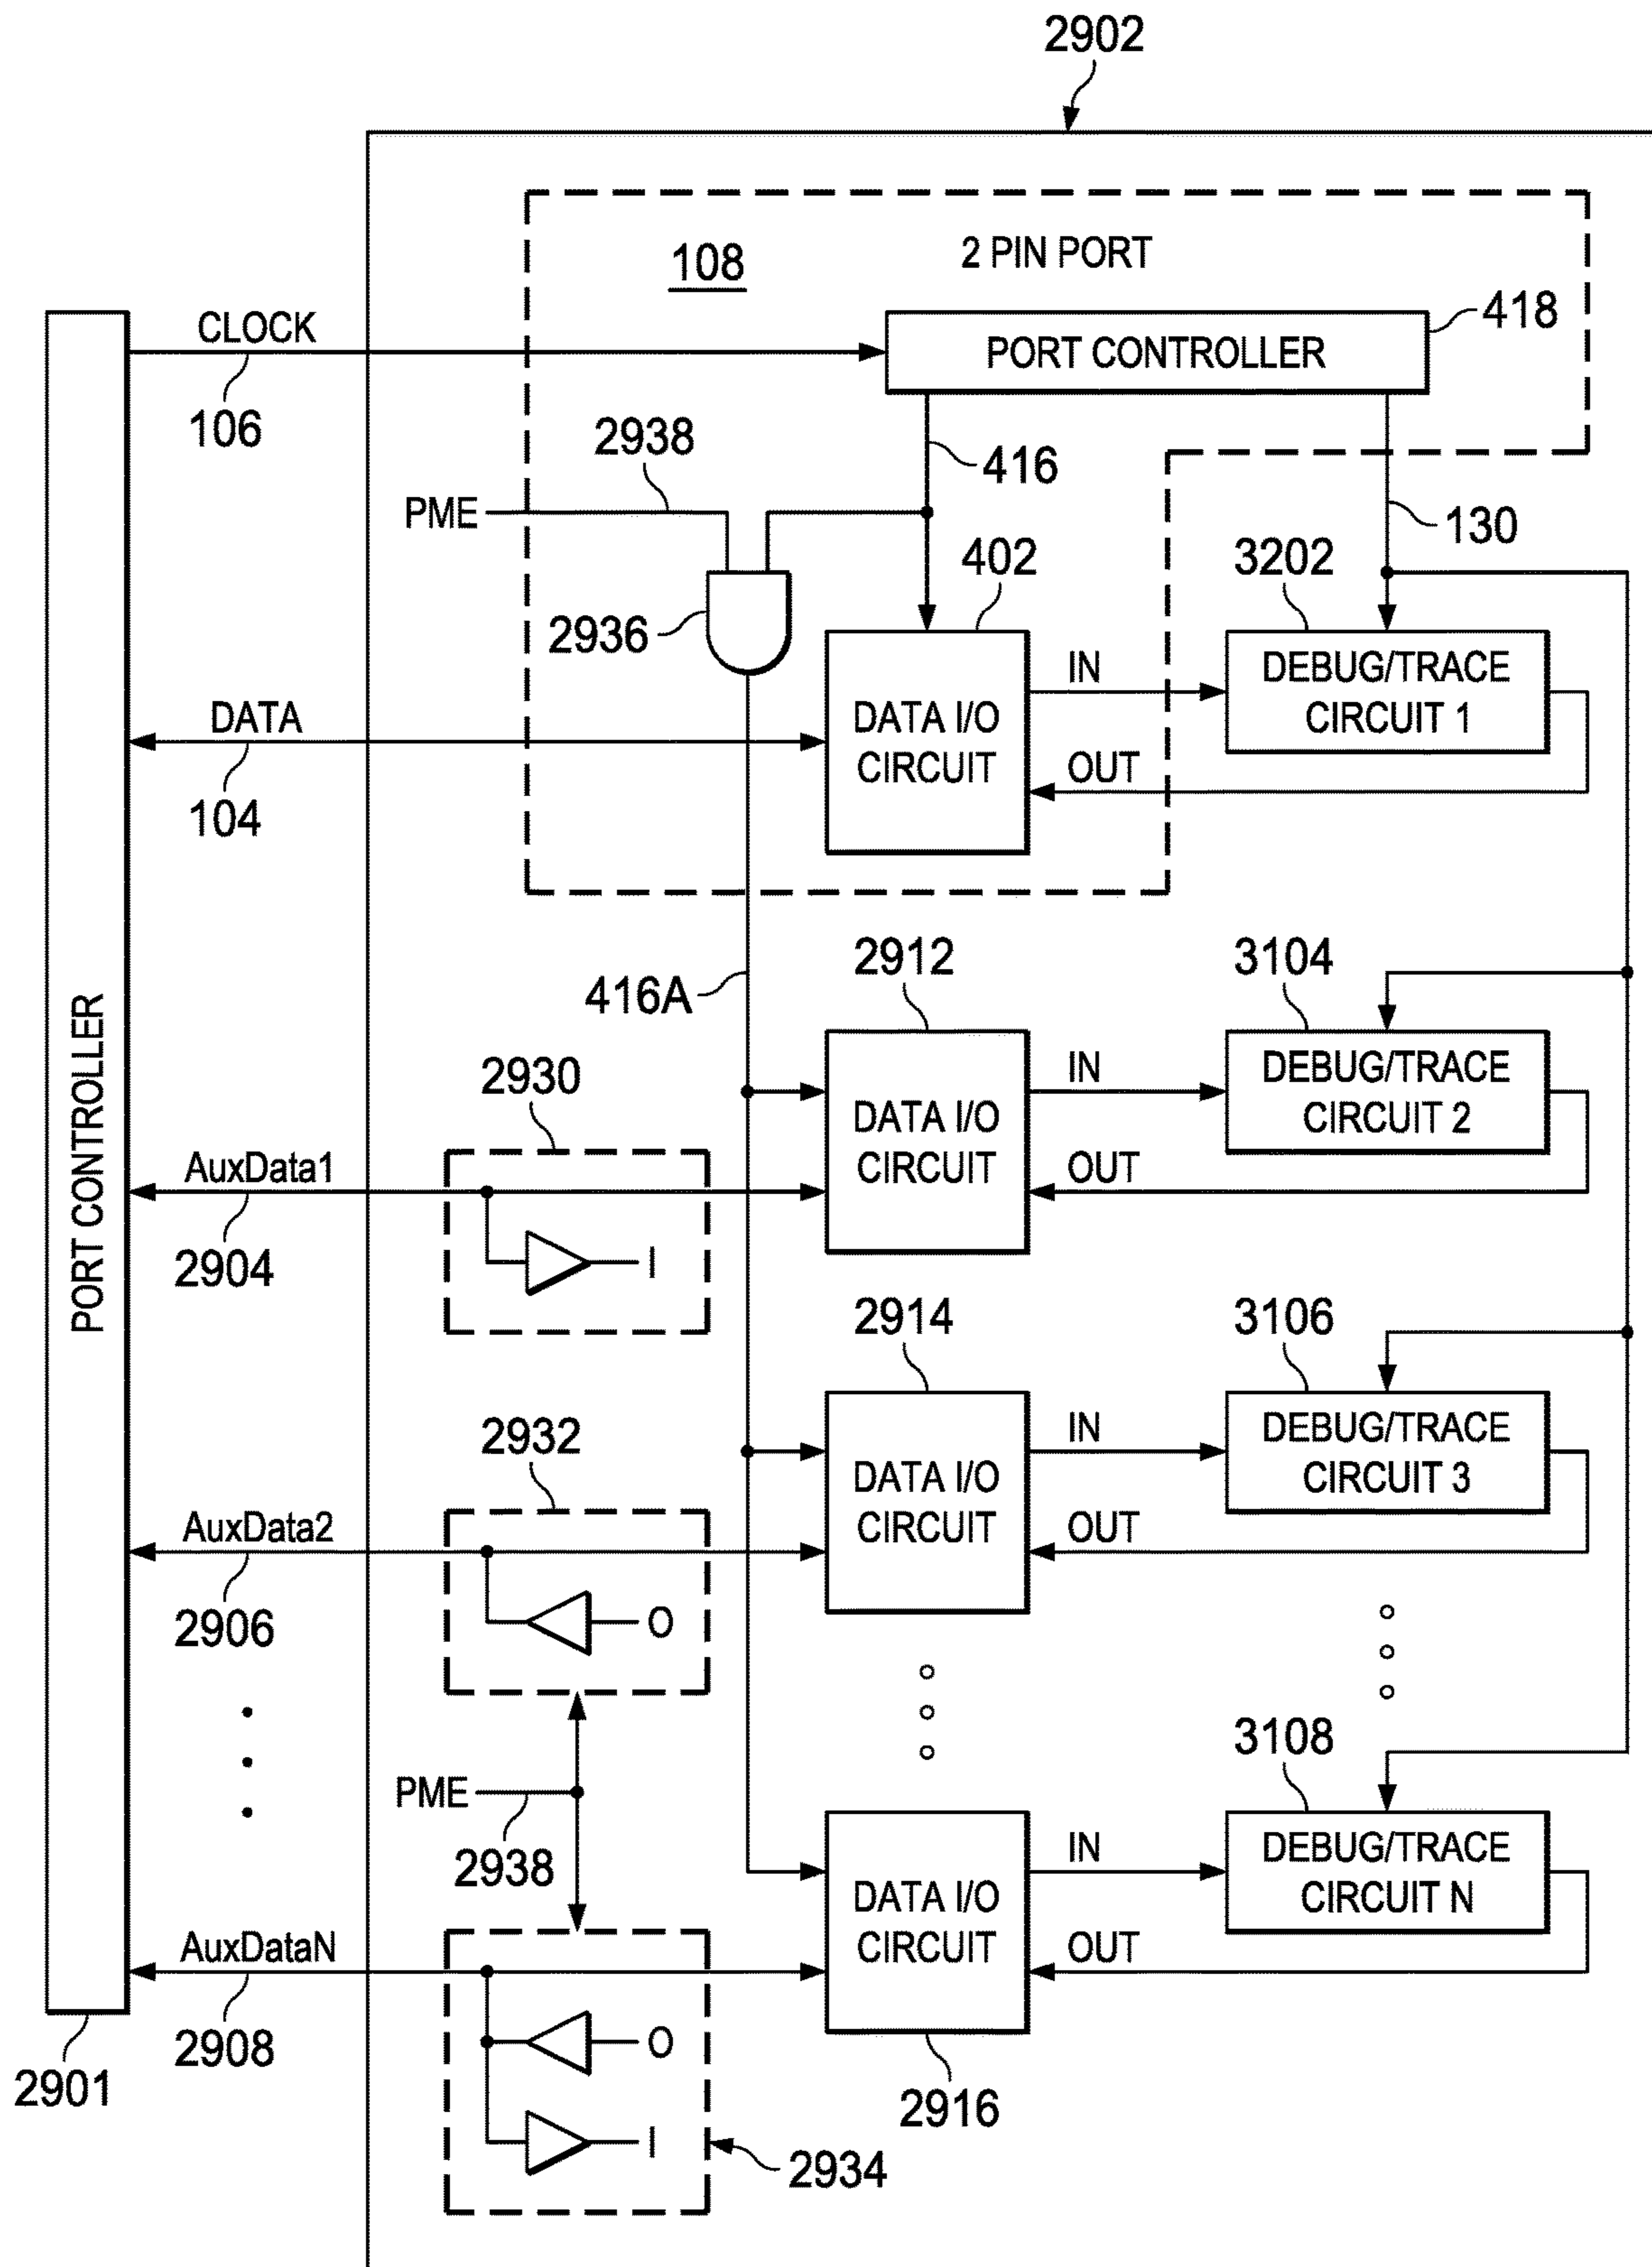 2902
108
2 PIN PORT
418
CLOCK
PORT CONTROLLER
106
2938
416
PME
130
402
3202
2936
DATA
IN
DEBUG/TRACE
CIRCUIT 1
DATA I/O
CIRCUIT
OUT
104
2912
3104
416A
PORT CONTROLLER
2930
IN
DEBUG/TRACE
CIRCUIT 2
DATA I/O
CIRCUIT
AuxData1
OUT
2904
I
2914
3106
2932
IN
DEBUG/TRACE
CIRCUIT 3
DATA I/O
CIRCUIT
AuxData2
OUT
2906
O
3108
PME
2938
IN
DEBUG/TRACE
CIRCUIT N
DATA I/O
CIRCUIT
AuxDataN
OUT
2908
O
2901
2916
I
2934